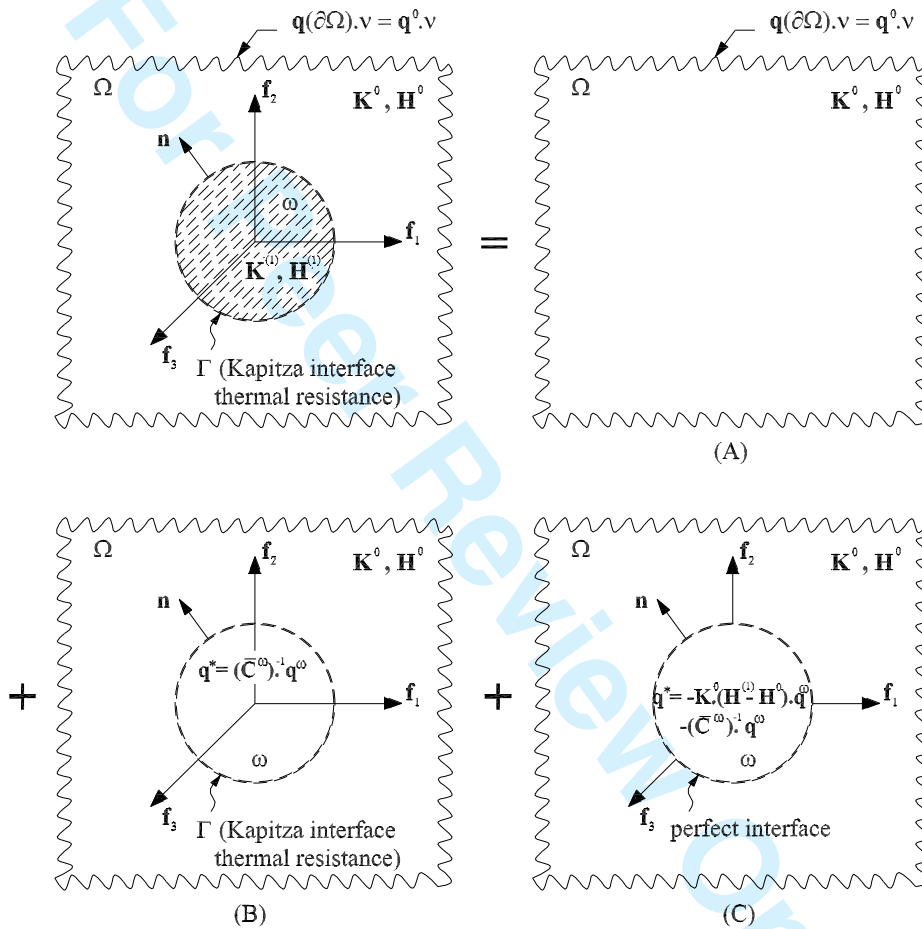 q(∂Ω).ν = q⁰.ν
q(∂Ω).ν = q⁰.ν
Ω
f₂
K⁰ , H⁰
n
ω
f₁
K⁽¹⁾ , H⁽¹⁾
f₃
Γ (Kapitza interface
thermal resistance)
=
Ω
K⁰ , H⁰
(A)
+
Ω
f₂
K⁰ , H⁰
n
q*= (C̅^ω)⁻¹. q^ω
f₁
ω
f₃
Γ (Kapitza interface
thermal resistance)
(B)
+
Ω
f₂
K⁰ , H⁰
n
q*= -K⁰.(H⁽¹⁾- H⁰).q^ω
-(C̅^ω)⁻¹. q^ω
f₁
ω
f₃
perfect interface
(C)
For Peer Review On